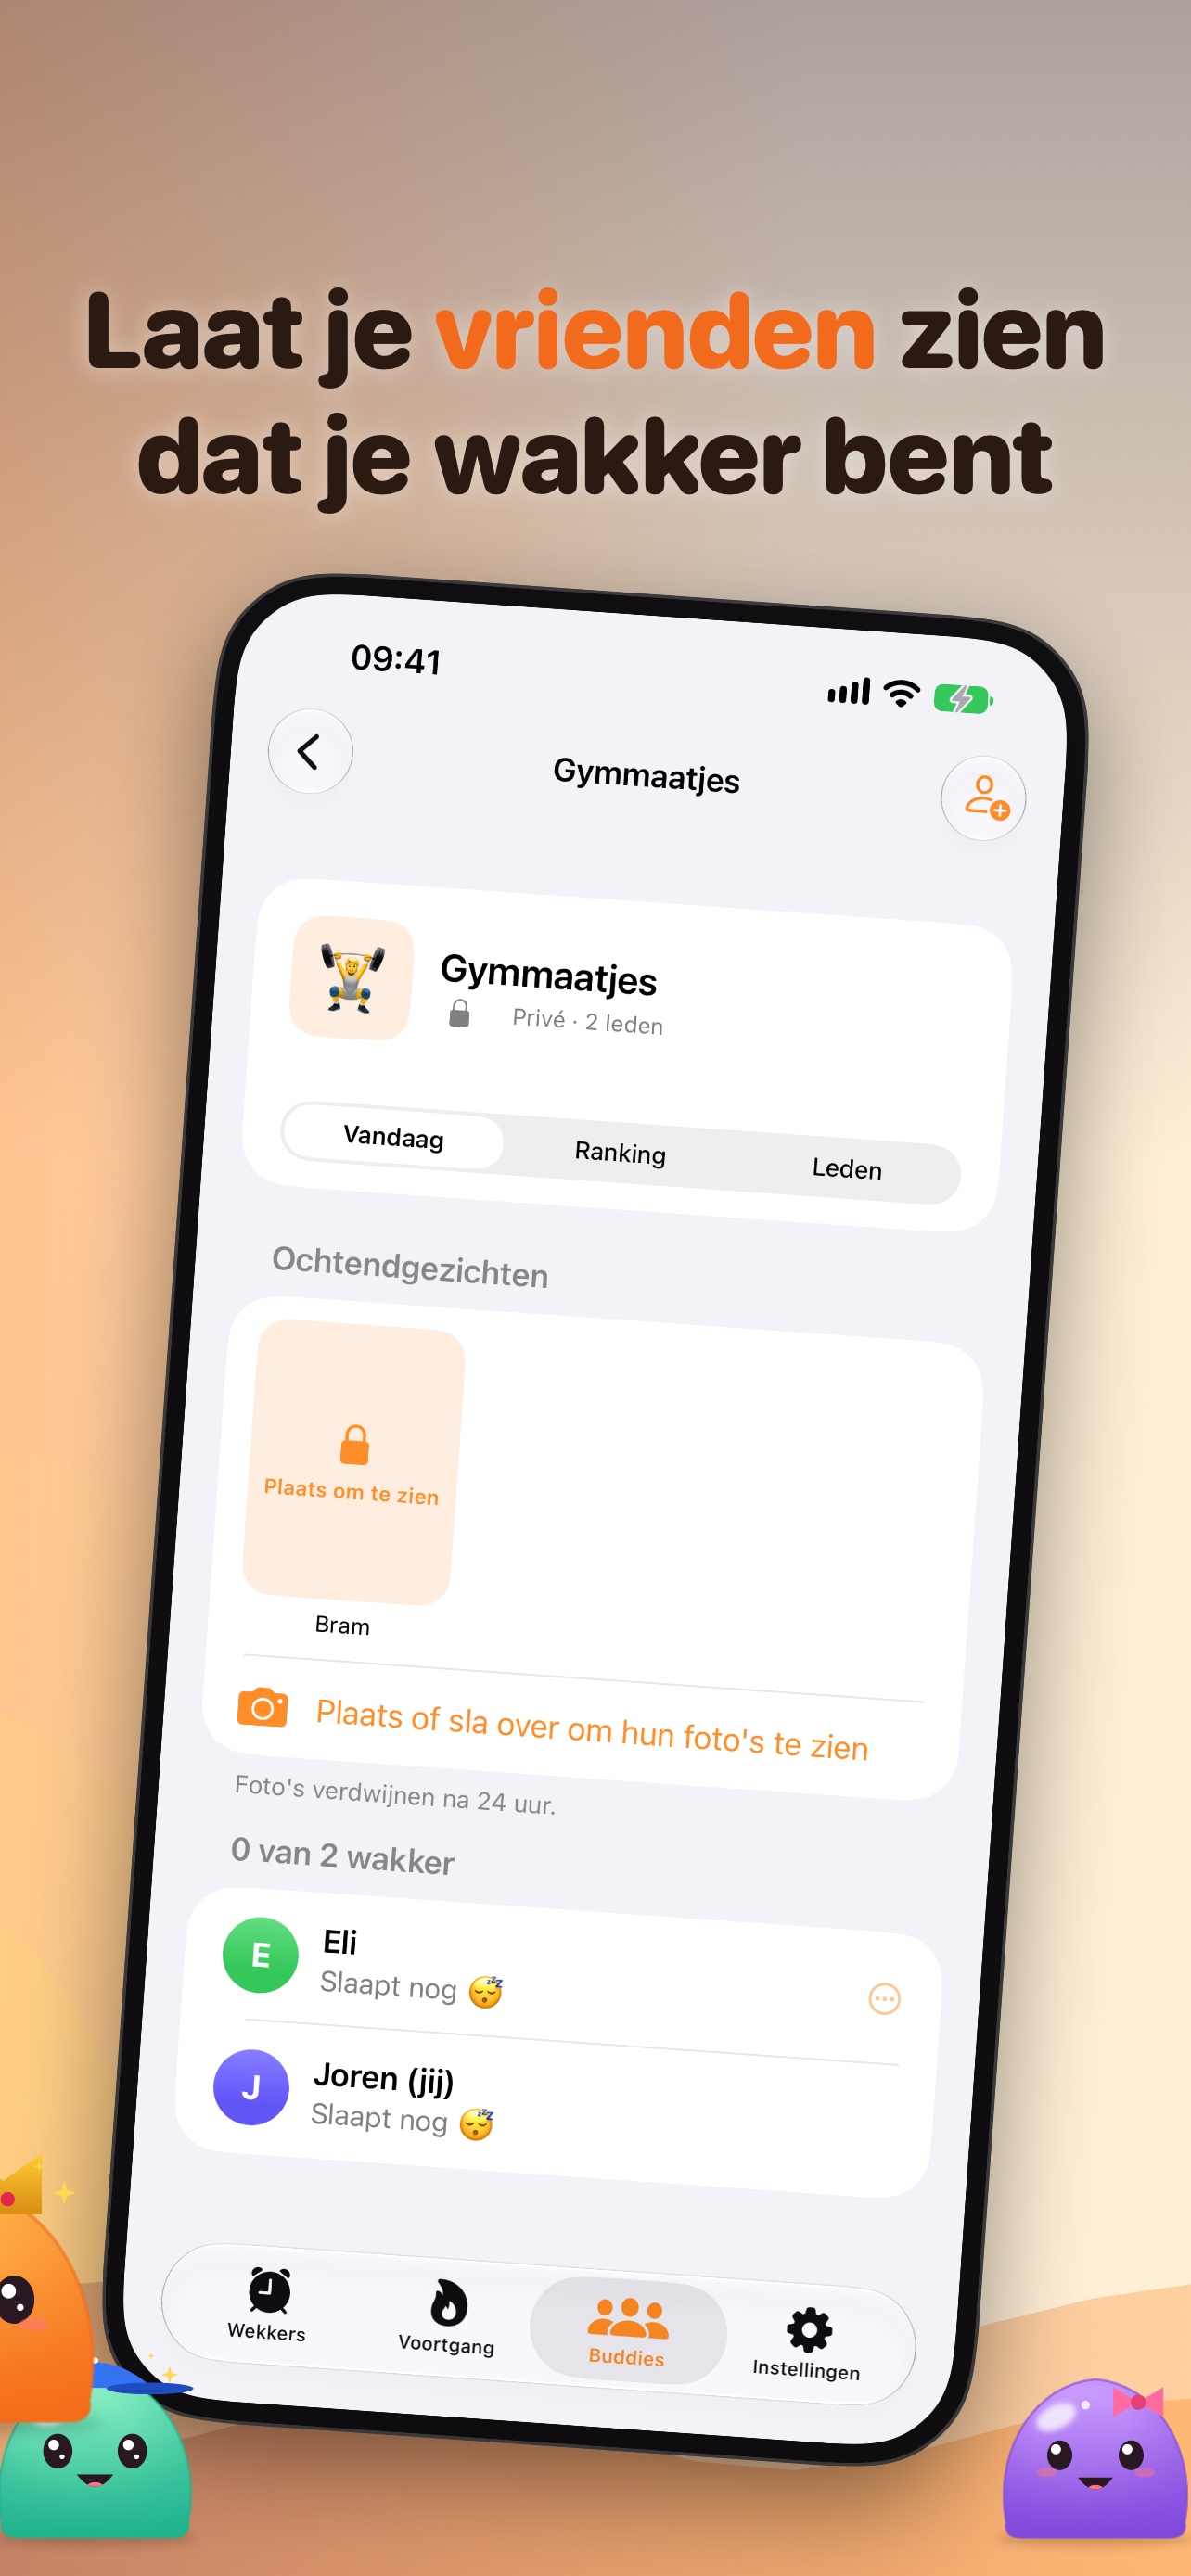 Laat je vrienden zien
dat je wakker bent
09:41
Gymmaatjes
Gymmaatjes
Privé · 2 leden
Vandaag Ranking Leden
Ochtendgezichten
Plaats om te zien
Bram
Plaats of sla over om hun foto's te zien
Foto's verdwijnen na 24 uur.
0 van 2 wakker
E Eli
Slaapt nog 😴
J Joren (jij)
Slaapt nog 😴
Wekkers Voortgang Buddies Instellingen